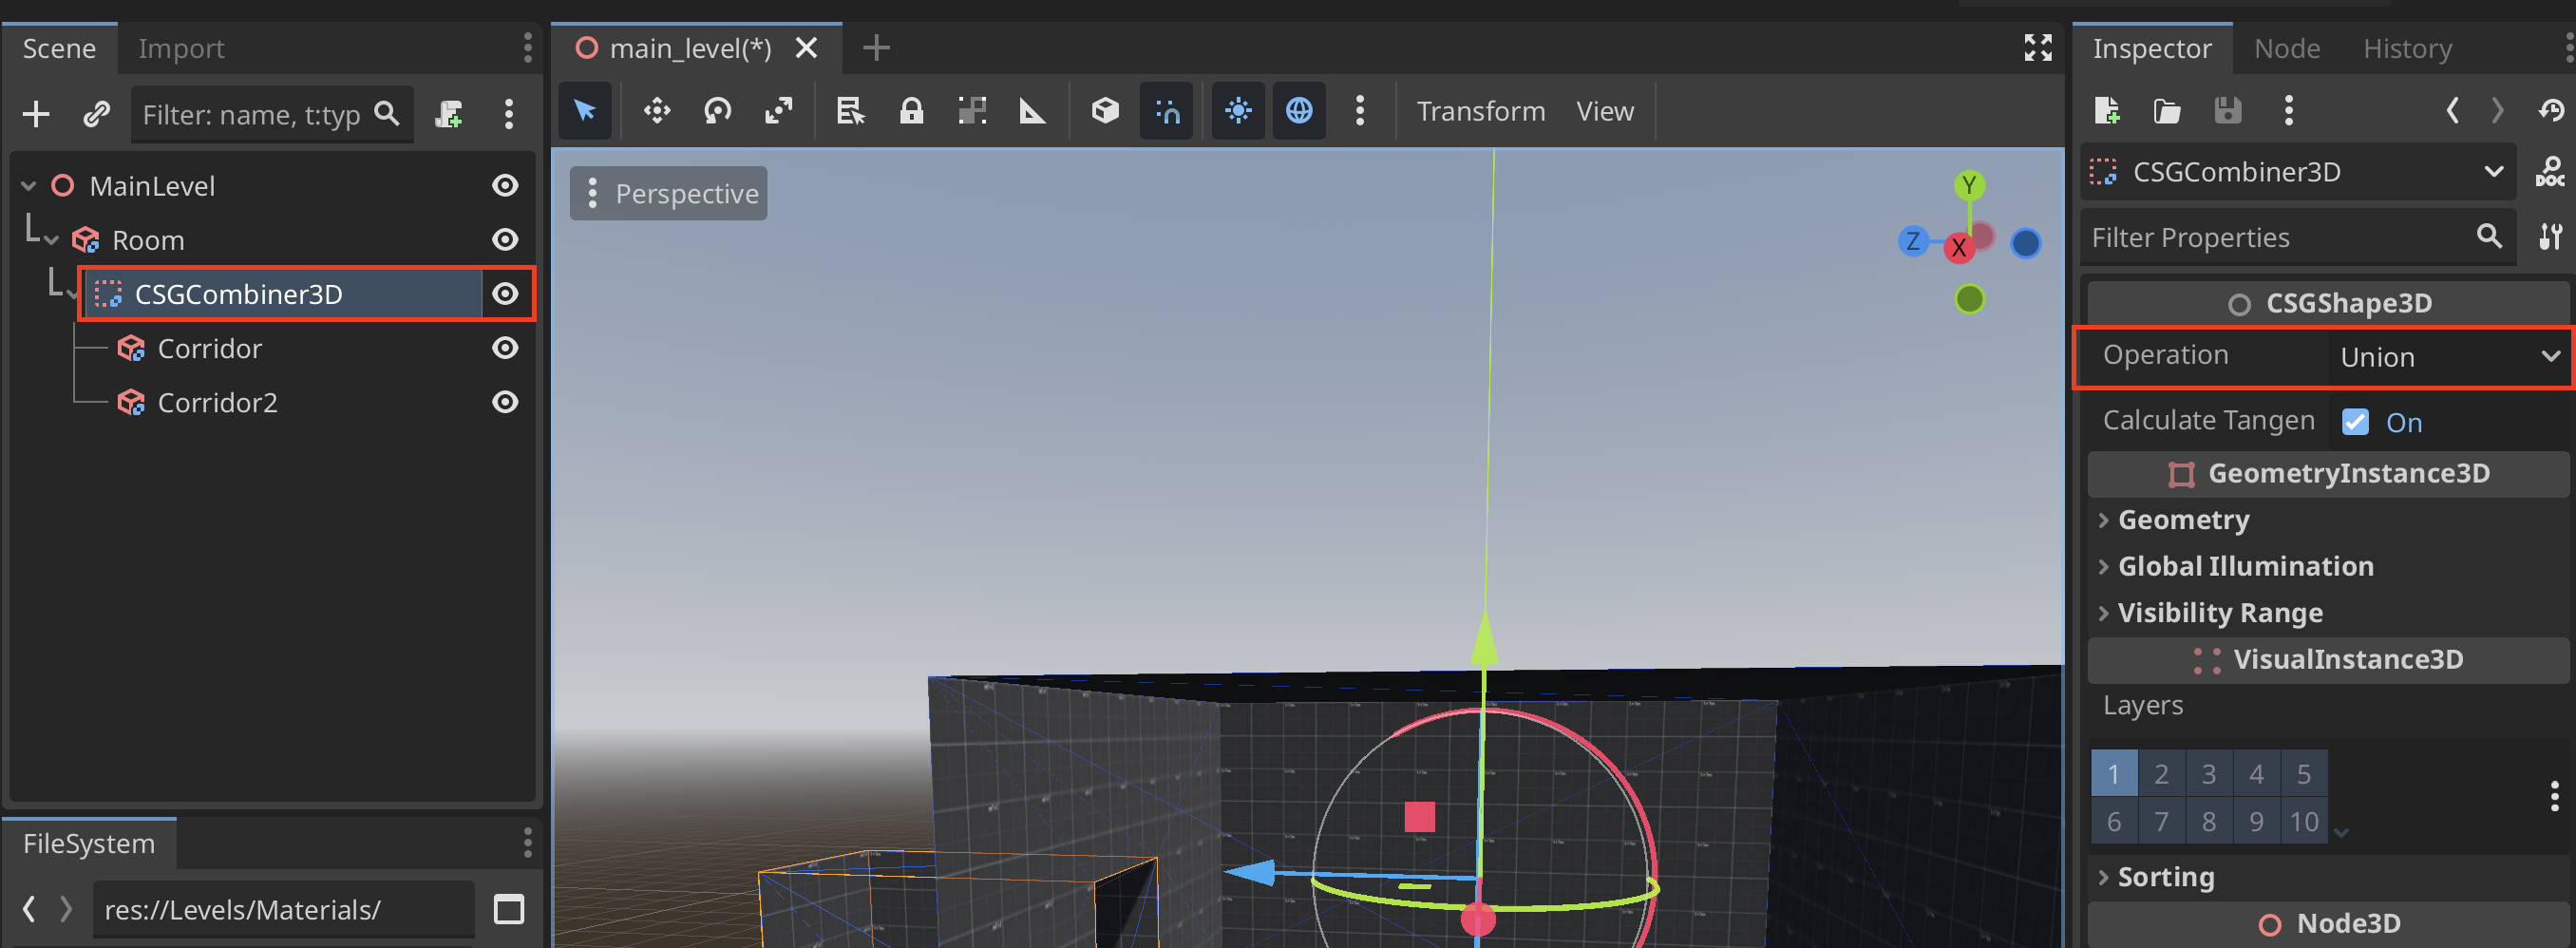 Scene
Import
Filter: name, t:typ
MainLevel
Room
CSGCombiner3D
Corridor
Corridor2
FileSystem
res://Levels/Materials/
main_level(*)
Transform
View
Perspective
Y
Z
X
Inspector
Node
History
CSGCombiner3D
DOC
Filter Properties
CSGShape3D
Operation
Union
Calculate Tangen
On
GeometryInstance3D
Geometry
Global Illumination
Visibility Range
VisualInstance3D
Layers
1 2 3 4 5
6 7 8 9 10
Sorting
Node3D